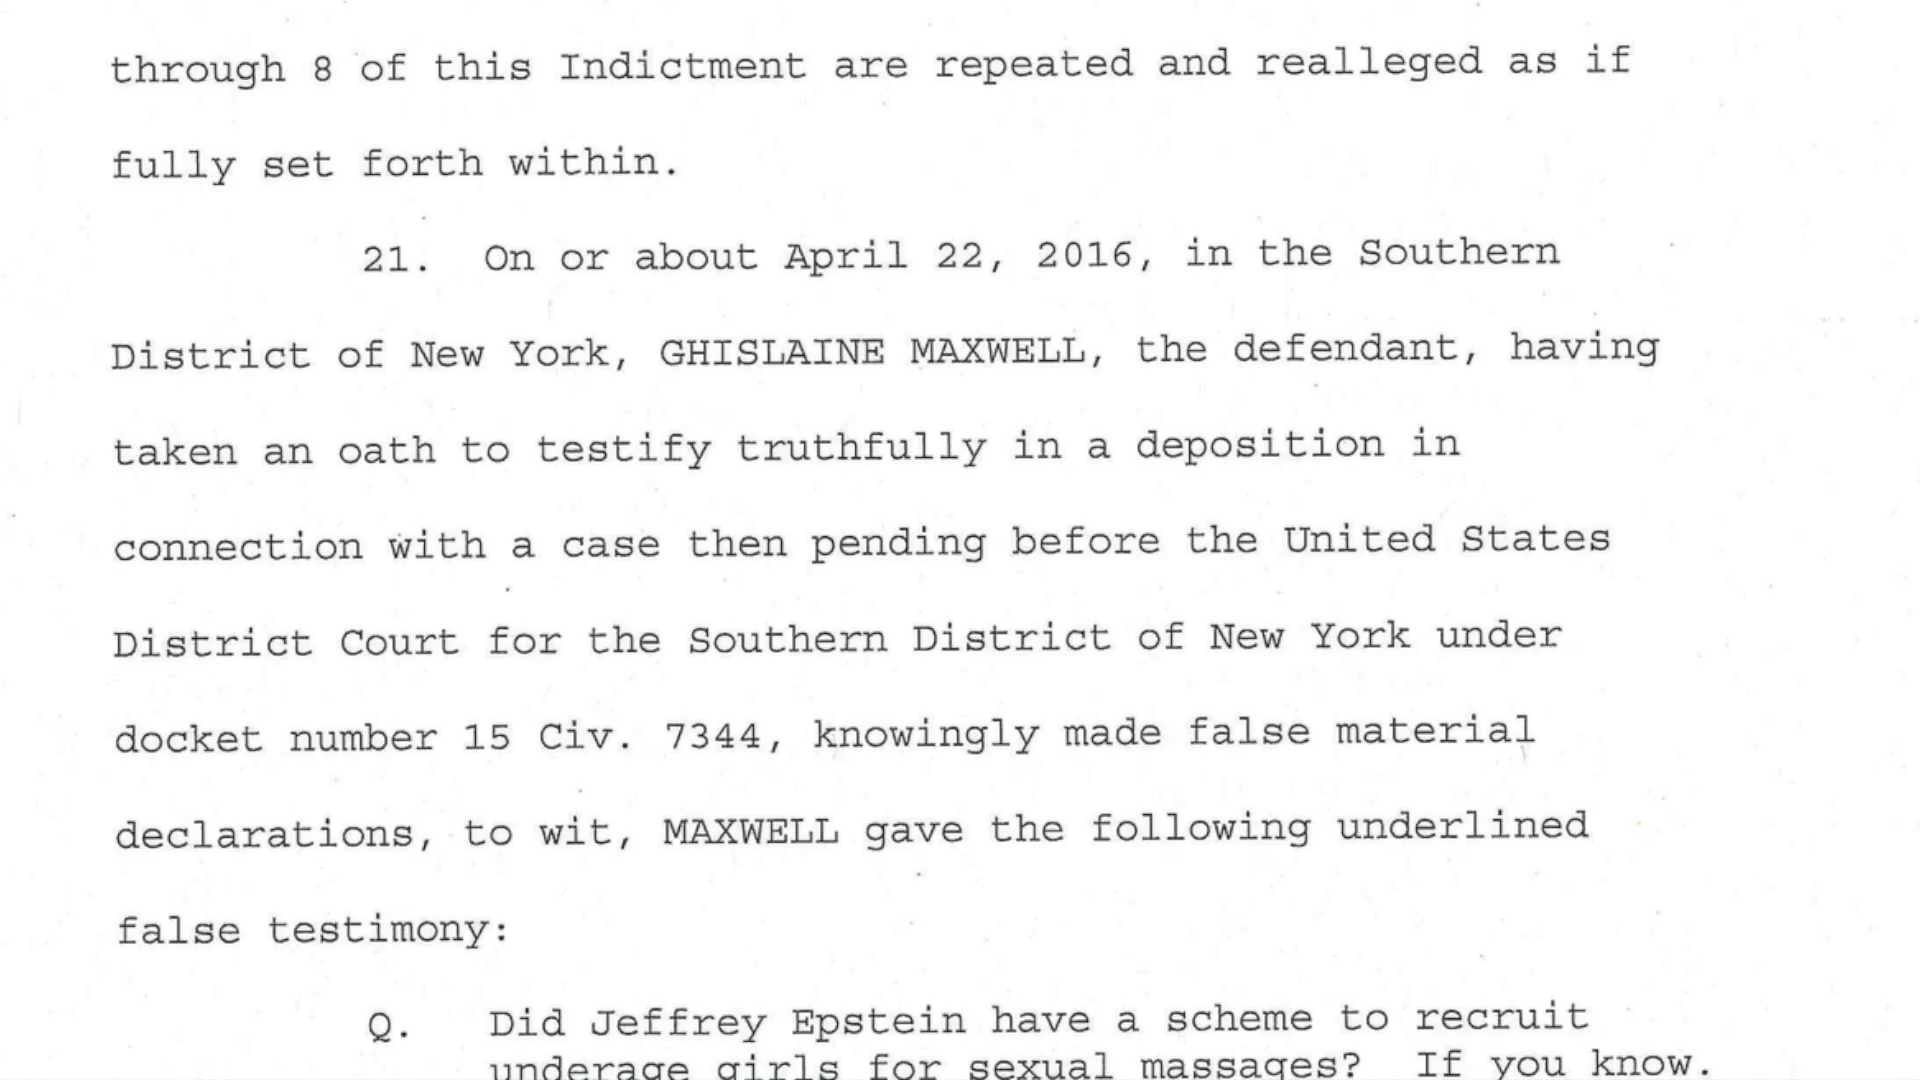 through 8 of this Indictment are repeated and realleged as if
fully set forth within.
21. On or about April 22, 2016, in the Southern
District of New York, GHISLAINE MAXWELL, the defendant, having
taken an oath to testify truthfully in a deposition in
connection with a case then pending before the United States
District Court for the Southern District of New York under
docket number 15 Civ. 7344, knowingly made false material
declarations, to wit, MAXWELL gave the following underlined
false testimony:
Q. Did Jeffrey Epstein have a scheme to recruit
underage girls for sexual massages? If you know.